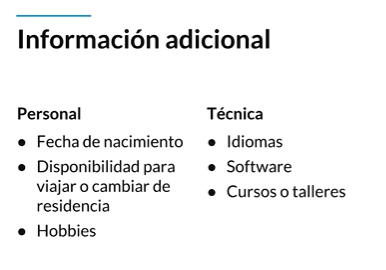 Información adicional
Personal
● Fecha de nacimiento
● Disponibilidad para
viajar o cambiar de
residencia
● Hobbies
Técnica
● Idiomas
● Software
● Cursos o talleres